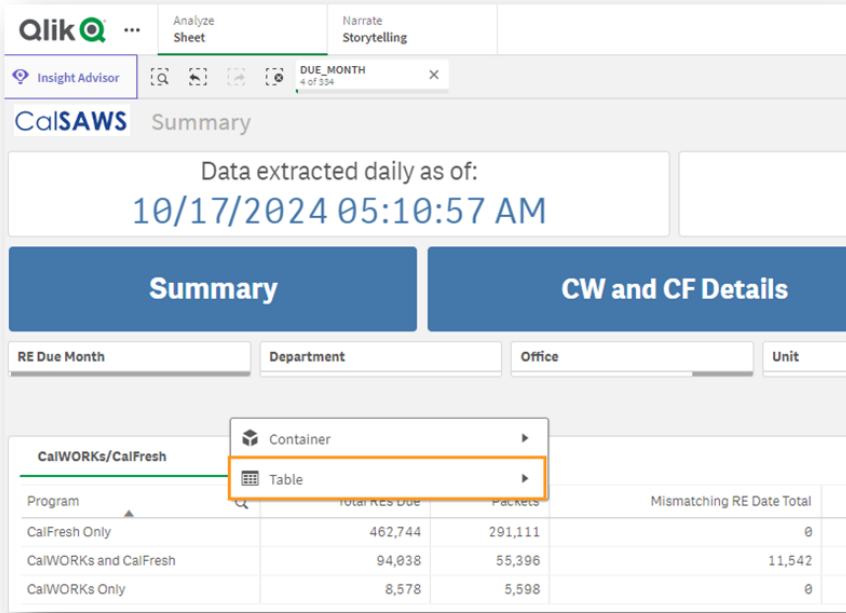 Qlik
Analyze
Sheet
Narrate
Storytelling
Insight Advisor
DUE_MONTH
4 of 334
CalSAWS Summary
Data extracted daily as of:
10/17/2024 05:10:57 AM
Summary
CW and CF Details
RE Due Month
Department
Office
Unit
Container
Table
CalWORKs/CalFresh
Program Total REs Due Packets Mismatching RE Date Total
CalFresh Only 462,744 291,111 0
CalWORKs and CalFresh 94,038 55,396 11,542
CalWORKs Only 8,578 5,598 0